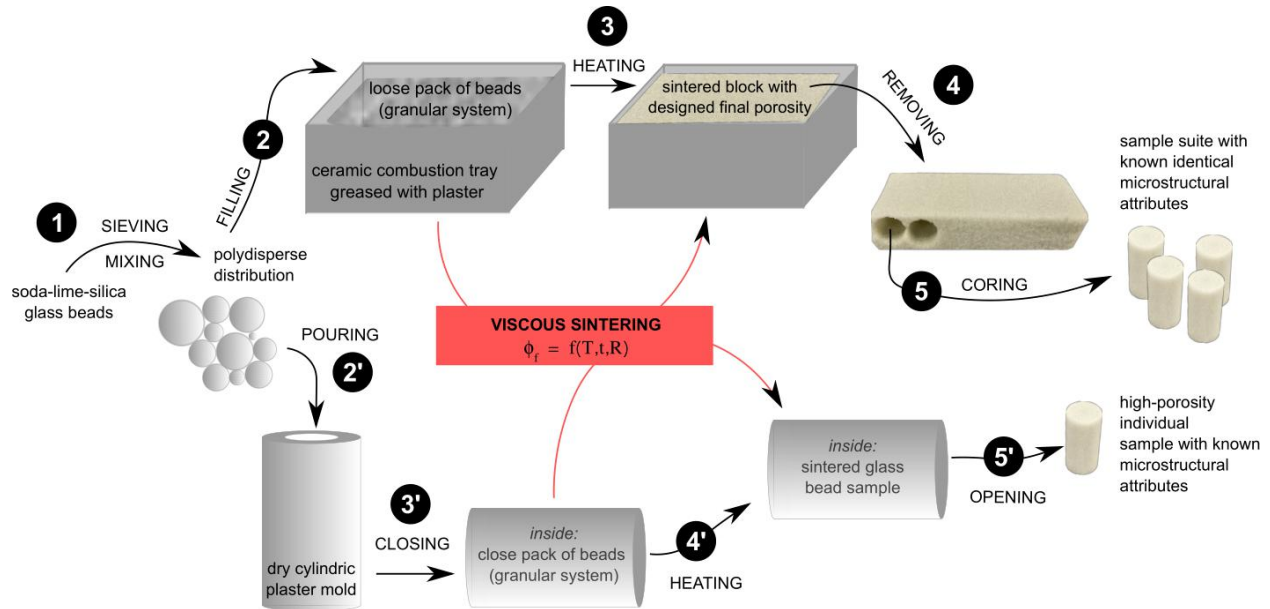 1
SIEVING
MIXING
soda-lime-silica
glass beads
polydisperse
distribution
2
FILLING
loose pack of beads
(granular system)
ceramic combustion tray
greased with plaster
3
HEATING
sintered block with
designed final porosity
4
REMOVING
5
CORING
sample suite with
known identical
microstructural
attributes
VISCOUS SINTERING
ϕf = f(T,t,R)
POURING
2'
dry cylindric
plaster mold
3'
CLOSING
inside:
close pack of beads
(granular system)
4'
HEATING
inside:
sintered glass
bead sample
5'
OPENING
high-porosity
individual
sample with known
microstructural
attributes